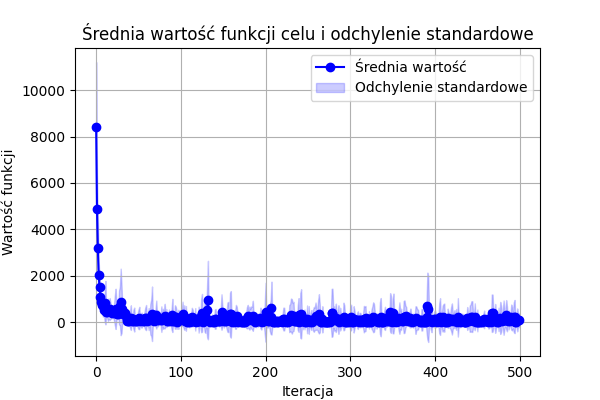 Średnia wartość funkcji celu i odchylenie standardowe
Średnia wartość
Odchylenie standardowe
Wartość funkcji
10000
8000
6000
4000
2000
0
0 100 200 300 400 500
Iteracja